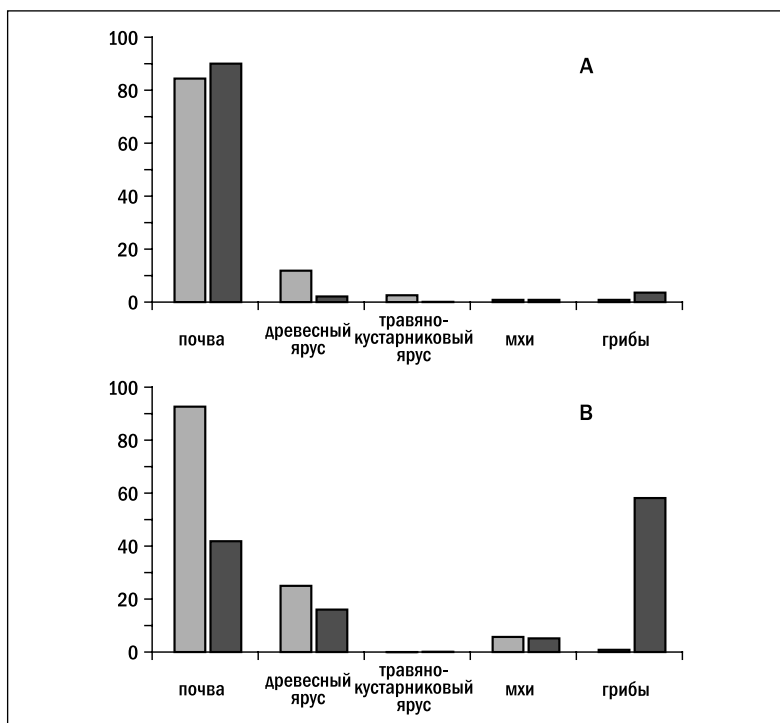 100
80
60
40
20
0
А
почва
древесный
ярус
травяно-
кустарниковый
ярус
мхи
грибы
100
80
60
40
20
0
В
почва
древесный
ярус
травяно-
кустарниковый
ярус
мхи
грибы